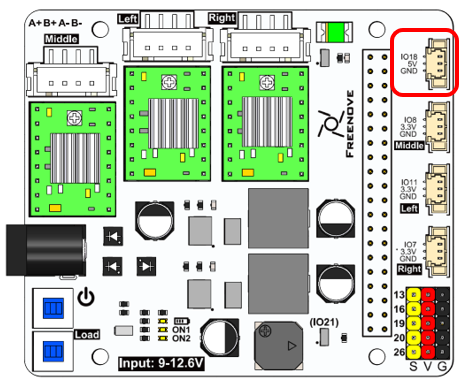 A+B+A-B-
Left
Right
Middle
IO18
5V
GND
FREENOVE
IO8
3.3V
GND
Middle
IO11
3.3V
GND
Left
IO7
3.3V
GND
Right
13
16
19
20
26
S V G
Load
ON1
ON2
(IO21)
Input: 9-12.6V